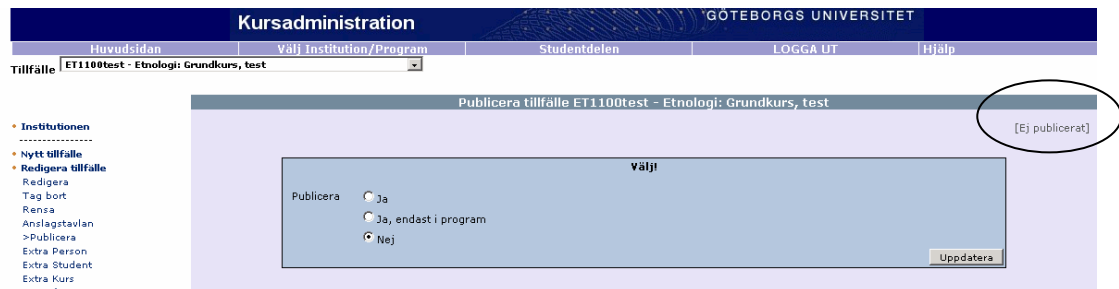 Kursadministration
GÖTEBORGS UNIVERSITET
Huvudsidan Välj Institution/Program Studentdelen LOGGA UT Hjälp
Tillfälle ET1100test - Etnologi: Grundkurs, test
Publicera tillfälle ET1100test - Etnologi: Grundkurs, test
[Ej publicerat]
• Institutionen
---------------
• Nytt tillfälle
• Redigera tillfälle
Redigera
Tag bort
Rensa
Anslagstavlan
>Publicera
Extra Person
Extra Student
Extra Kurs
Välj!
Publicera Ja
Ja, endast i program
Nej
Uppdatera